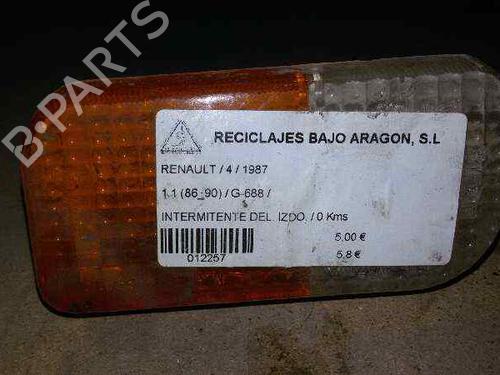 B-PARTS
RECICLAJES BAJO ARAGON, S.L
RENAULT / 4 / 1987
1.1 (86_90) / G-688 /
INTERMITENTE DEL. IZDO. / 0 Kms
5,00 €
5,8 €
012257